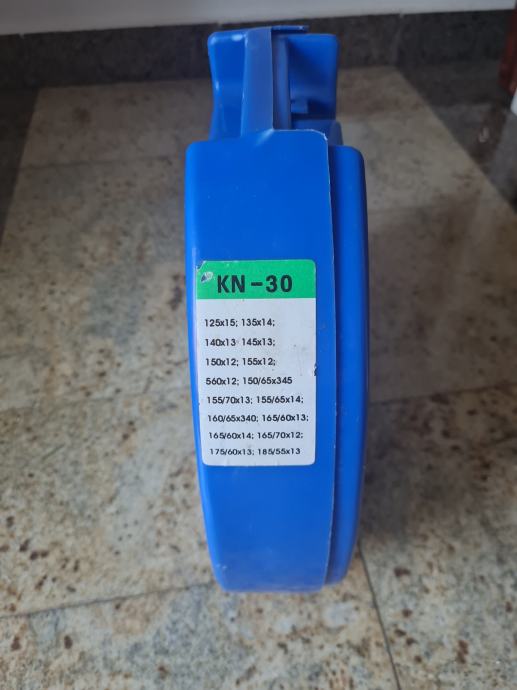 KN-30
125x15; 135x14;
140x13 145x13;
150x12; 155x12;
560x12; 150/65x345
155/70x13; 155/65x14;
160/65x340; 165/60x13;
165/60x14; 165/70x12;
175/60x13; 185/55x13